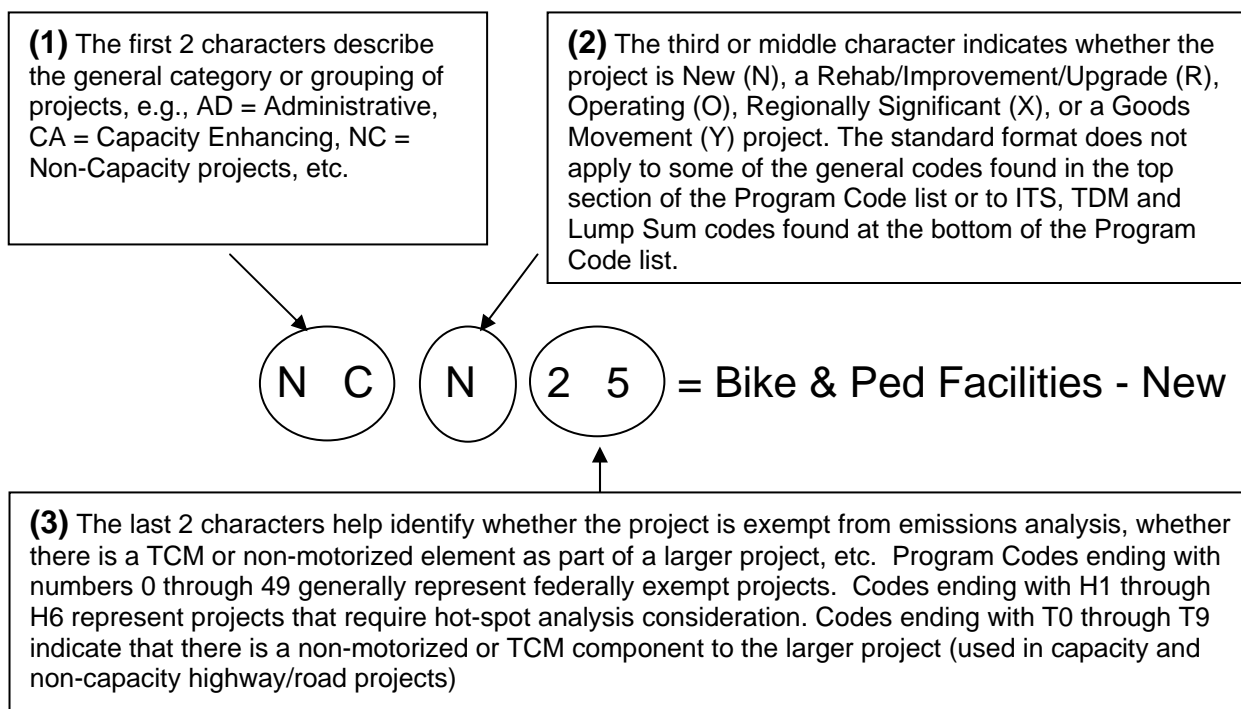 (1) The first 2 characters describe
the general category or grouping of
projects, e.g., AD = Administrative,
CA = Capacity Enhancing, NC =
Non-Capacity projects, etc.
(2) The third or middle character indicates whether the
project is New (N), a Rehab/Improvement/Upgrade (R),
Operating (O), Regionally Significant (X), or a Goods
Movement (Y) project. The standard format does not
apply to some of the general codes found in the top
section of the Program Code list or to ITS, TDM and
Lump Sum codes found at the bottom of the Program
Code list.
N C N 2 5 = Bike & Ped Facilities - New
(3) The last 2 characters help identify whether the project is exempt from emissions analysis, whether
there is a TCM or non-motorized element as part of a larger project, etc. Program Codes ending with
numbers 0 through 49 generally represent federally exempt projects. Codes ending with H1 through
H6 represent projects that require hot-spot analysis consideration. Codes ending with T0 through T9
indicate that there is a non-motorized or TCM component to the larger project (used in capacity and
non-capacity highway/road projects)